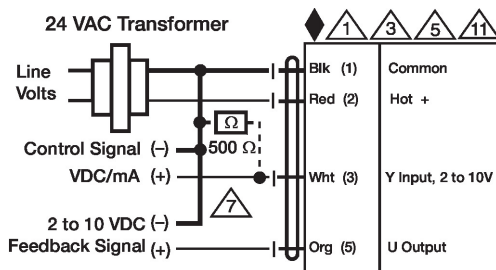 24 VAC Transformer
1 3 5 11
Line Volts
Blk (1) Common
Red (2) Hot +
Ω
500 Ω
Control Signal (-)
VDC/mA (+)
Wht (3) Y Input, 2 to 10V
7
2 to 10 VDC (-)
Feedback Signal (+)
Org (5) U Output